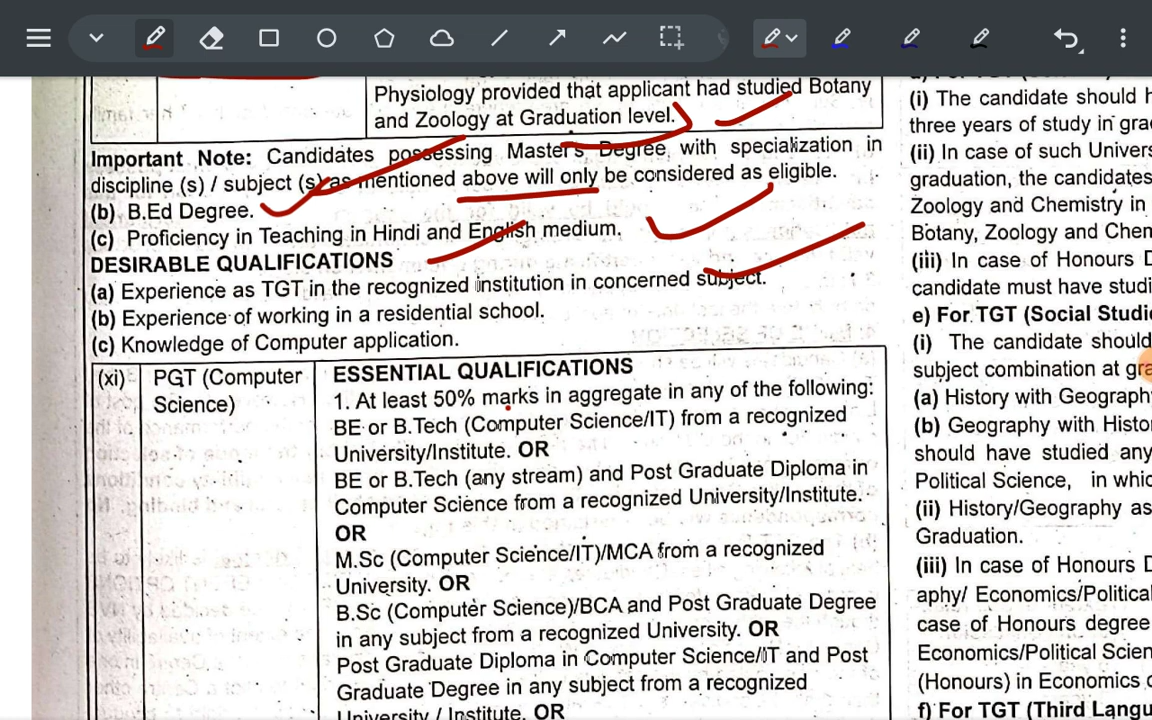 Physiology provided that applicant had studied Botany
and Zoology at Graduation level.
Important Note: Candidates possessing Master's Degree, with specialization in
discipline (s) / subject (s) as mentioned above will only be considered as eligible.
(b) B.Ed Degree.
(c) Proficiency in Teaching in Hindi and English medium.
DESIRABLE QUALIFICATIONS
(a) Experience as TGT in the recognized institution in concerned subject.
(b) Experience of working in a residential school.
(c) Knowledge of Computer application.
(xi) PGT (Computer
Science)
ESSENTIAL QUALIFICATIONS
1. At least 50% marks in aggregate in any of the following:
BE or B.Tech (Computer Science/IT) from a recognized
University/Institute. OR
BE or B.Tech (any stream) and Post Graduate Diploma in
Computer Science from a recognized University/Institute.
OR
M.Sc (Computer Science/IT)/MCA from a recognized
University. OR
B.Sc (Computer Science)/BCA and Post Graduate Degree
in any subject from a recognized University. OR
Post Graduate Diploma in Computer Science/IT and Post
Graduate Degree in any subject from a recognized
University / Institute. OR
(i) The candidate should
three years of study in
(ii) In case of such
graduation, the candidates
Zoology and Chemistry in
Botany, Zoology and
(iii) In case of Honours
candidate must have
e) For TGT (Social
(i) The candidate should
subject combination at
(a) History with
(b) Geography with
should have studied any
Political Science, in
(ii) History/Geography as
Graduation.
(iii) In case of Honours
aphy/ Economics/Political
case of Honours degree
Economics/Political
(Honours) in Economics
f) For TGT (Third